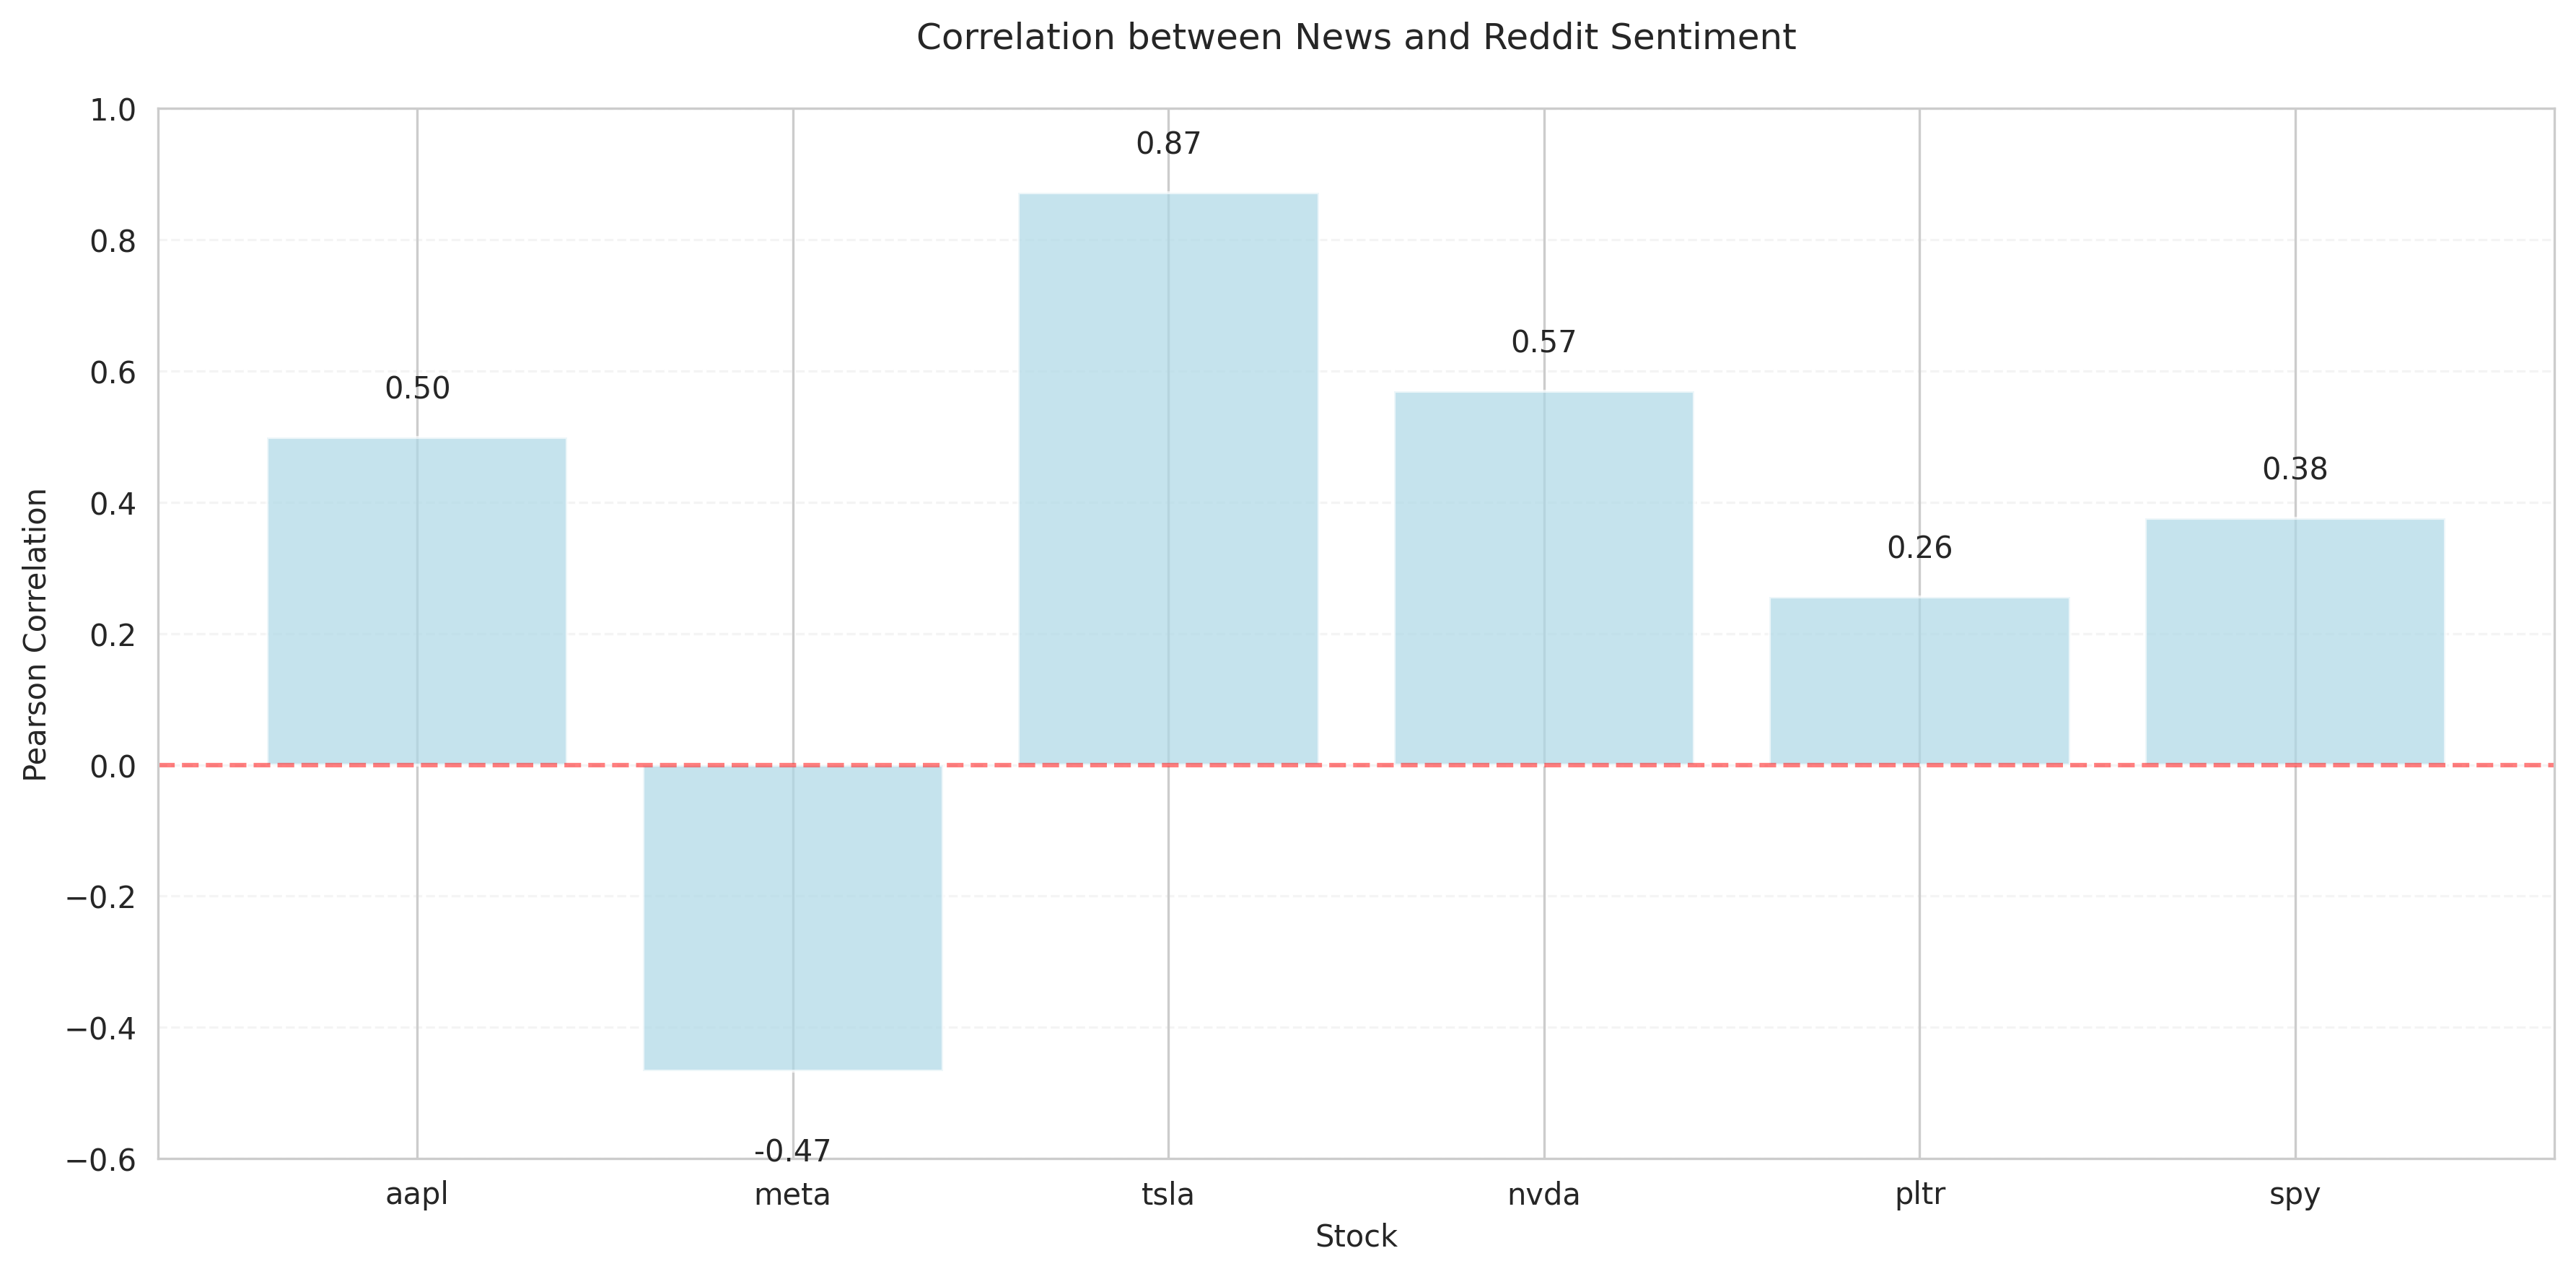 Correlation between News and Reddit Sentiment
Pearson Correlation
1.0
0.8
0.6
0.4
0.2
0.0
−0.2
−0.4
−0.6
0.50
-0.47
0.87
0.57
0.26
0.38
aapl
meta
tsla
nvda
pltr
spy
Stock